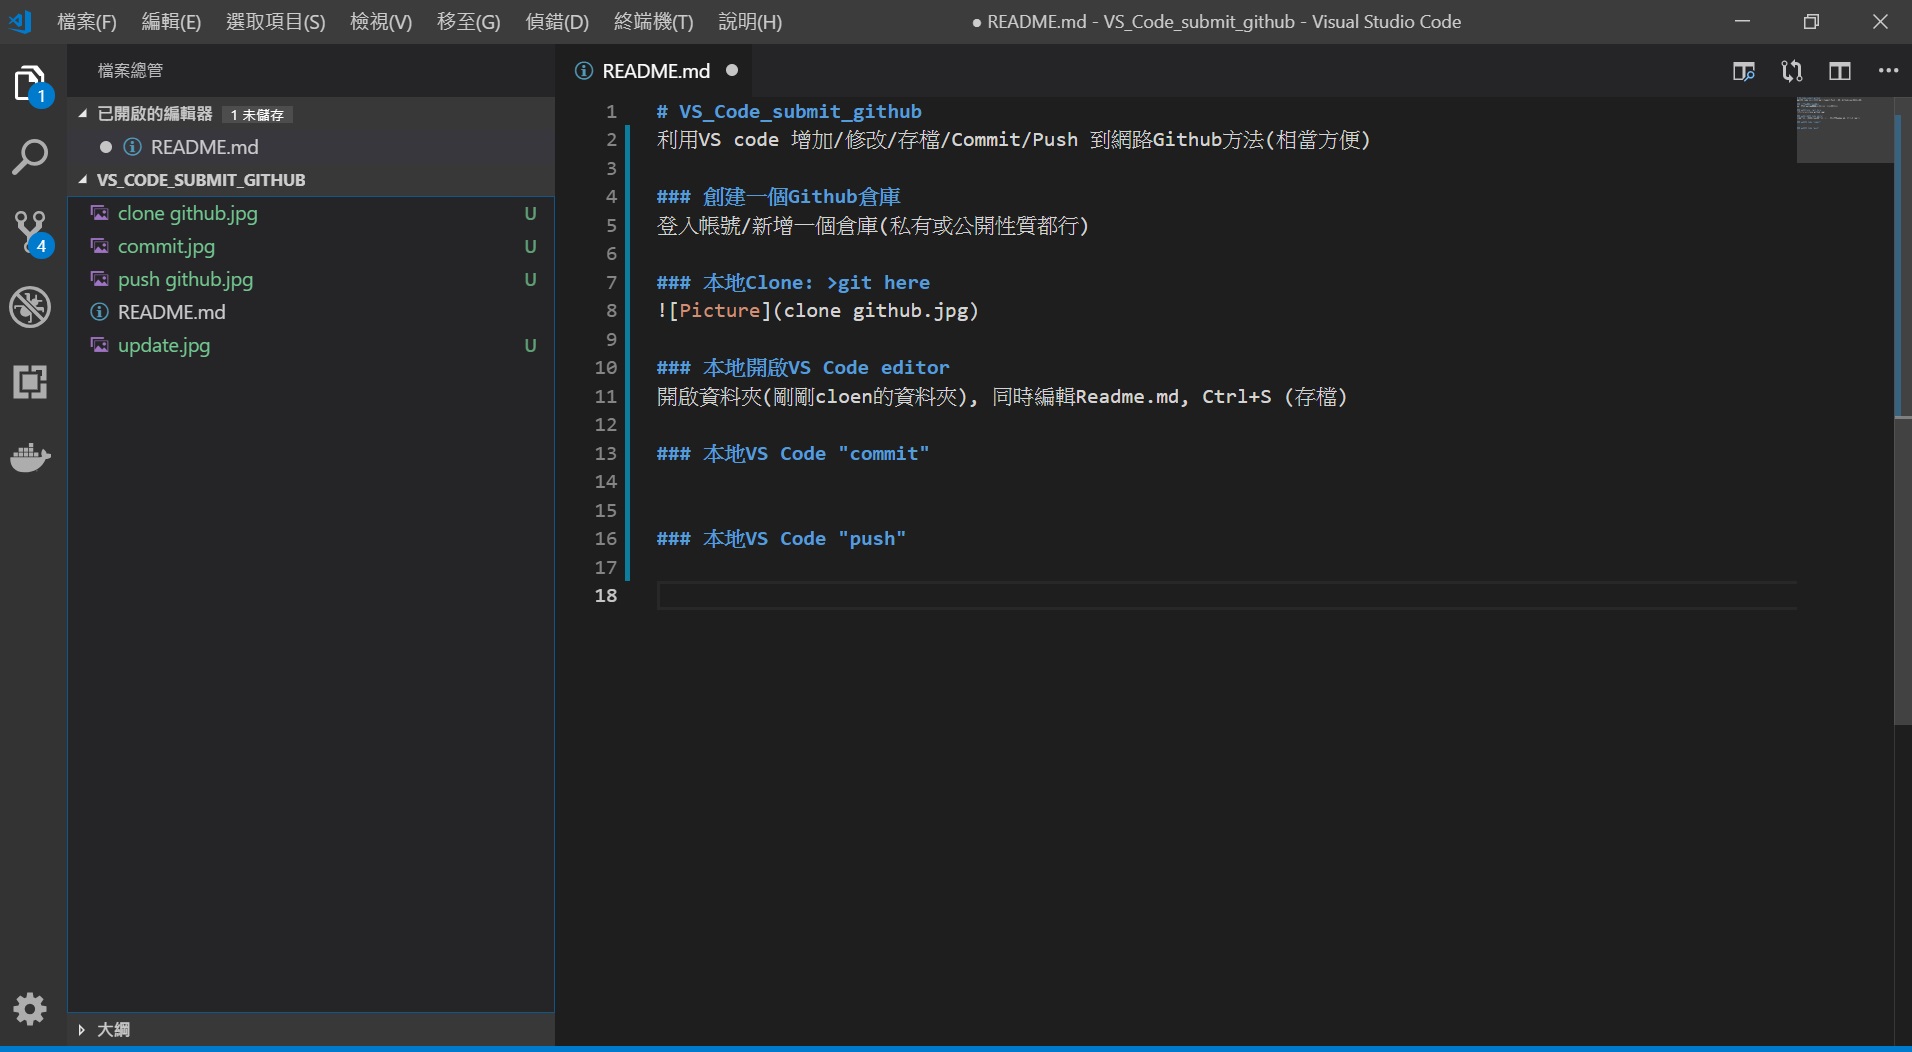 檔案(F) 編輯(E) 選取項目(S) 檢視(V) 移至(G) 偵錯(D) 終端機(T) 說明(H) ● README.md - VS_Code_submit_github - Visual Studio Code
檔案總管
1
已開啟的編輯器 1 未儲存
README.md
VS_CODE_SUBMIT_GITHUB
clone github.jpg U
commit.jpg U
4
push github.jpg U
README.md
update.jpg U
大綱
README.md
1 # VS_Code_submit_github
2 利用VS code 增加/修改/存檔/Commit/Push 到網路Github方法(相當方便)
3
4 ### 創建一個Github倉庫
5 登入帳號/新增一個倉庫(私有或公開性質都行)
6
7 ### 本地Clone: >git here
8 ![Picture](clone github.jpg)
9
10 ### 本地開啟VS Code editor
11 開啟資料夾(剛剛cloen的資料夾), 同時編輯Readme.md, Ctrl+S (存檔)
12
13 ### 本地VS Code "commit"
14
15
16 ### 本地VS Code "push"
17
18